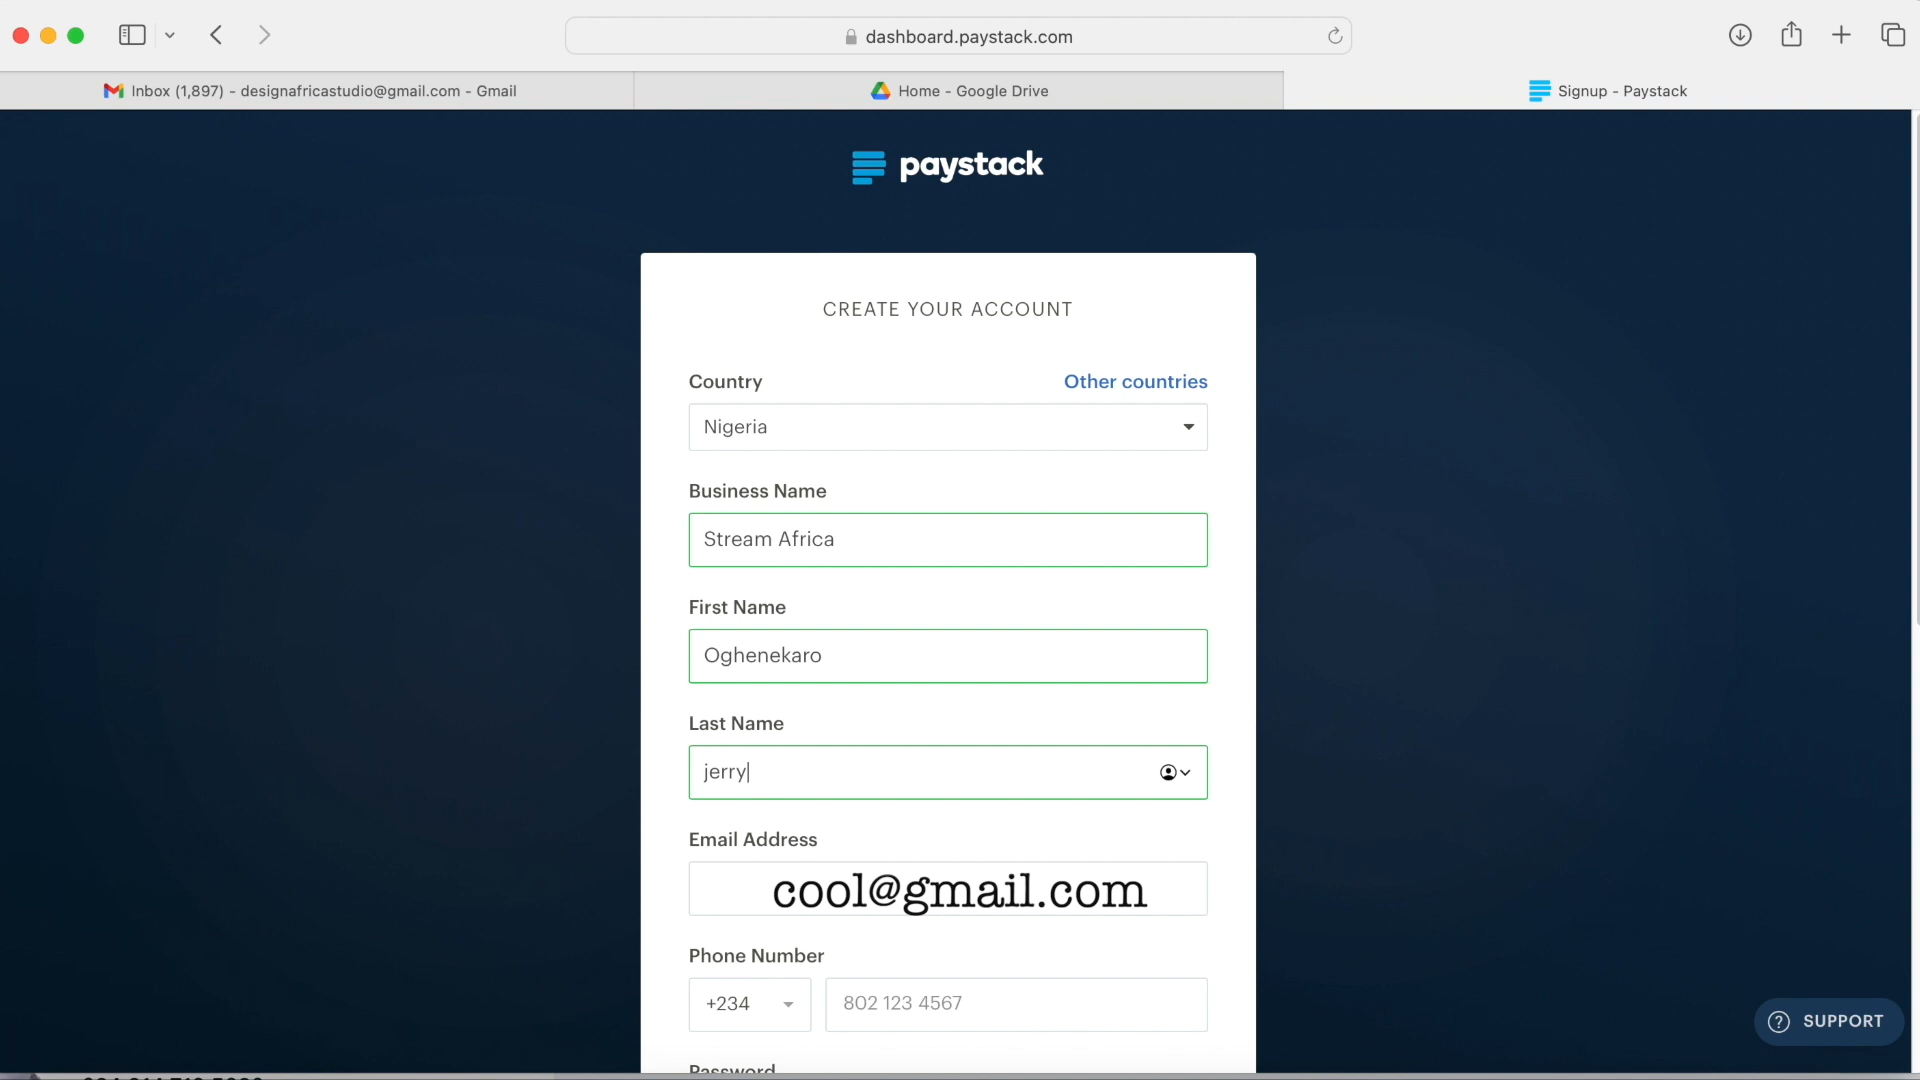 dashboard.paystack.com
Inbox (1,897) - designafricastudio@gmail.com - Gmail
Home - Google Drive
Signup - Paystack
paystack
CREATE YOUR ACCOUNT
Country
Other countries
Nigeria
Business Name
Stream Africa
First Name
Oghenekaro
Last Name
jerry
Email Address
cool@gmail.com
Phone Number
+234
802 123 4567
SUPPORT
Password